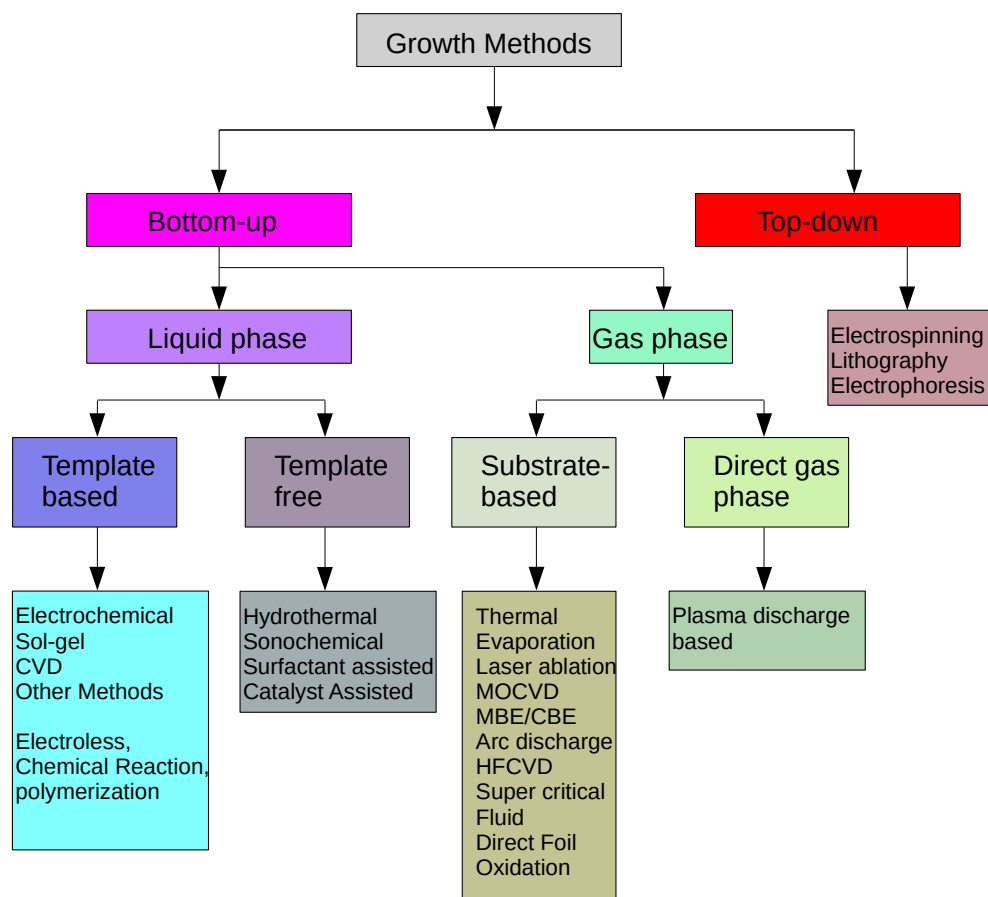 Growth Methods
Bottom-up
Top-down
Liquid phase
Gas phase
Electrospinning
Lithography
Electrophoresis
Template
based
Template
free
Substrate-
based
Direct gas
phase
Electrochemical
Sol-gel
CVD
Other Methods
Electroless,
Chemical Reaction,
polymerization
Hydrothermal
Sonochemical
Surfactant assisted
Catalyst Assisted
Thermal
Evaporation
Laser ablation
MOCVD
MBE/CBE
Arc discharge
HFCVD
Super critical
Fluid
Direct Foil
Oxidation
Plasma discharge
based